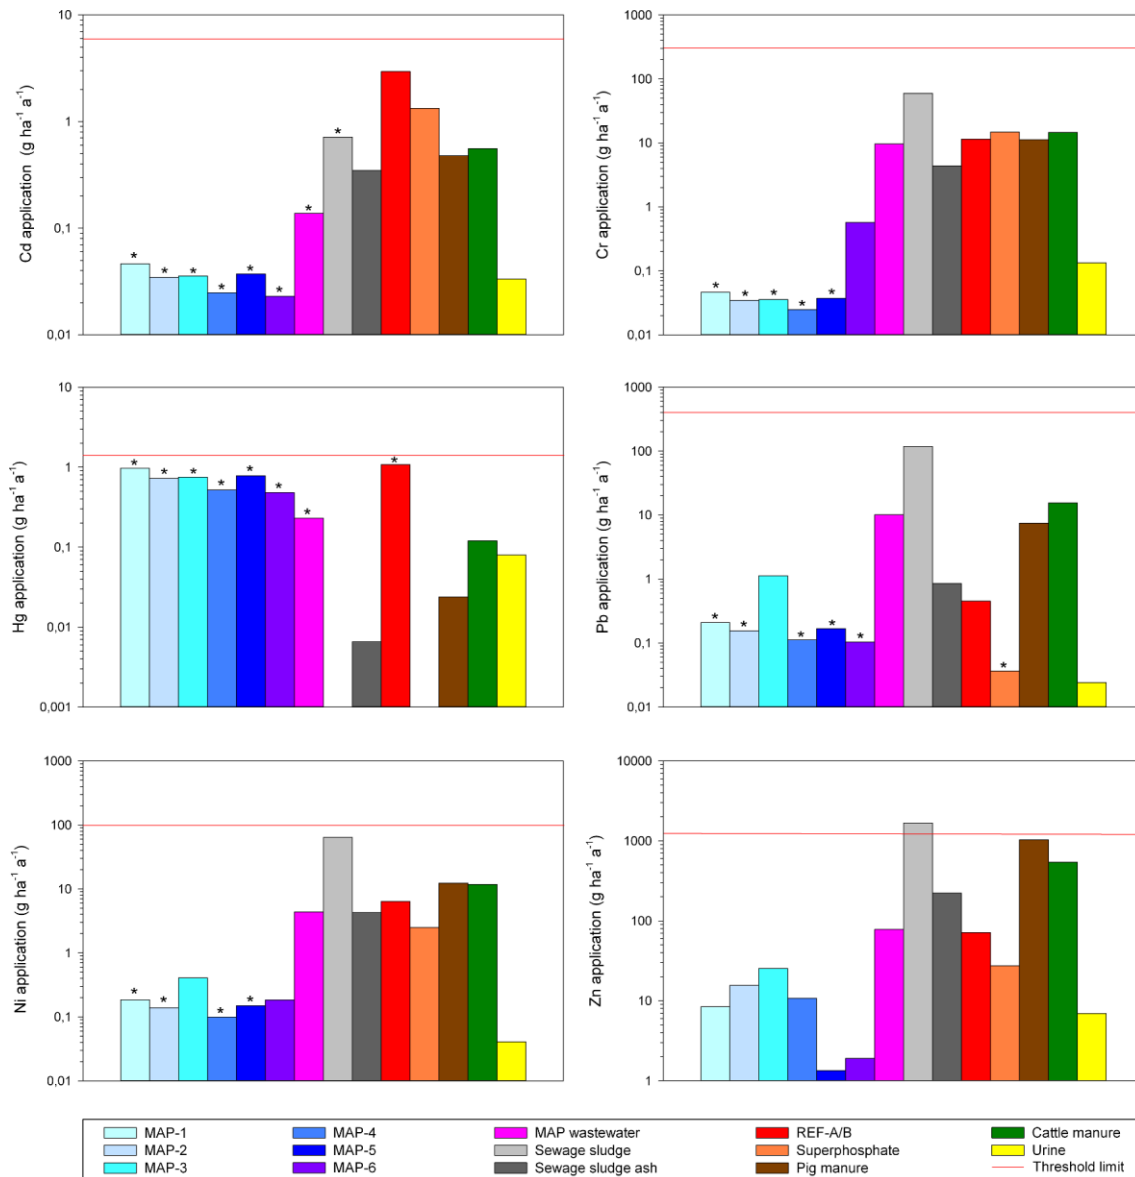 10
1
0,1
0,01
Cd application (g ha⁻¹ a⁻¹)
* * * * * * * *
1000
100
10
1
0,1
0,01
Cr application (g ha⁻¹ a⁻¹)
* * * * *
10
1
0,1
0,01
0,001
Hg application (g ha⁻¹ a⁻¹)
* * * * * * * *
1000
100
10
1
0,1
0,01
Pb application (g ha⁻¹ a⁻¹)
* * * * * *
1000
100
10
1
0,1
0,01
Ni application (g ha⁻¹ a⁻¹)
* * * *
10000
1000
100
10
1
Zn application (g ha⁻¹ a⁻¹)
MAP-1 MAP-4 MAP wastewater REF-A/B Cattle manure
MAP-2 MAP-5 Sewage sludge Superphosphate Urine
MAP-3 MAP-6 Sewage sludge ash Pig manure Threshold limit